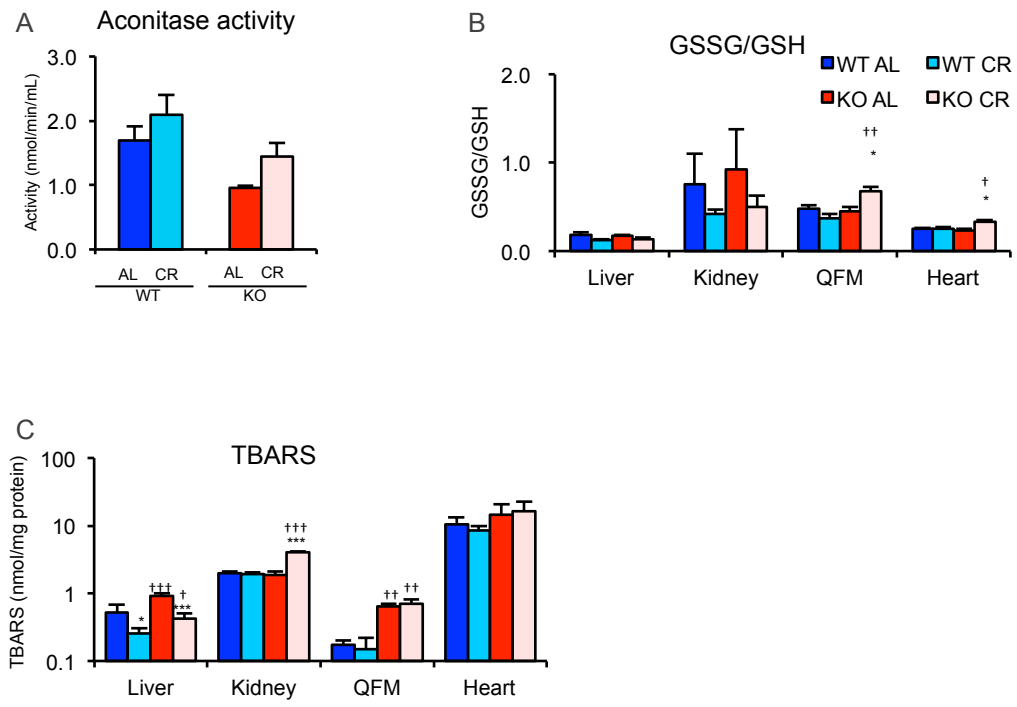 A
Aconitase activity
Activity (nmol/min/mL)
3.0
2.0
1.0
0.0
AL CR AL CR
WT KO
B
GSSG/GSH
WT AL WT CR
KO AL KO CR
GSSG/GSH
2.0
1.0
0.0
††
*
†
*
Liver Kidney QFM Heart
C
TBARS
TBARS (nmol/mg protein)
100
10
1
0.1
*
†††
†
***
†††
***
††
††
Liver Kidney QFM Heart